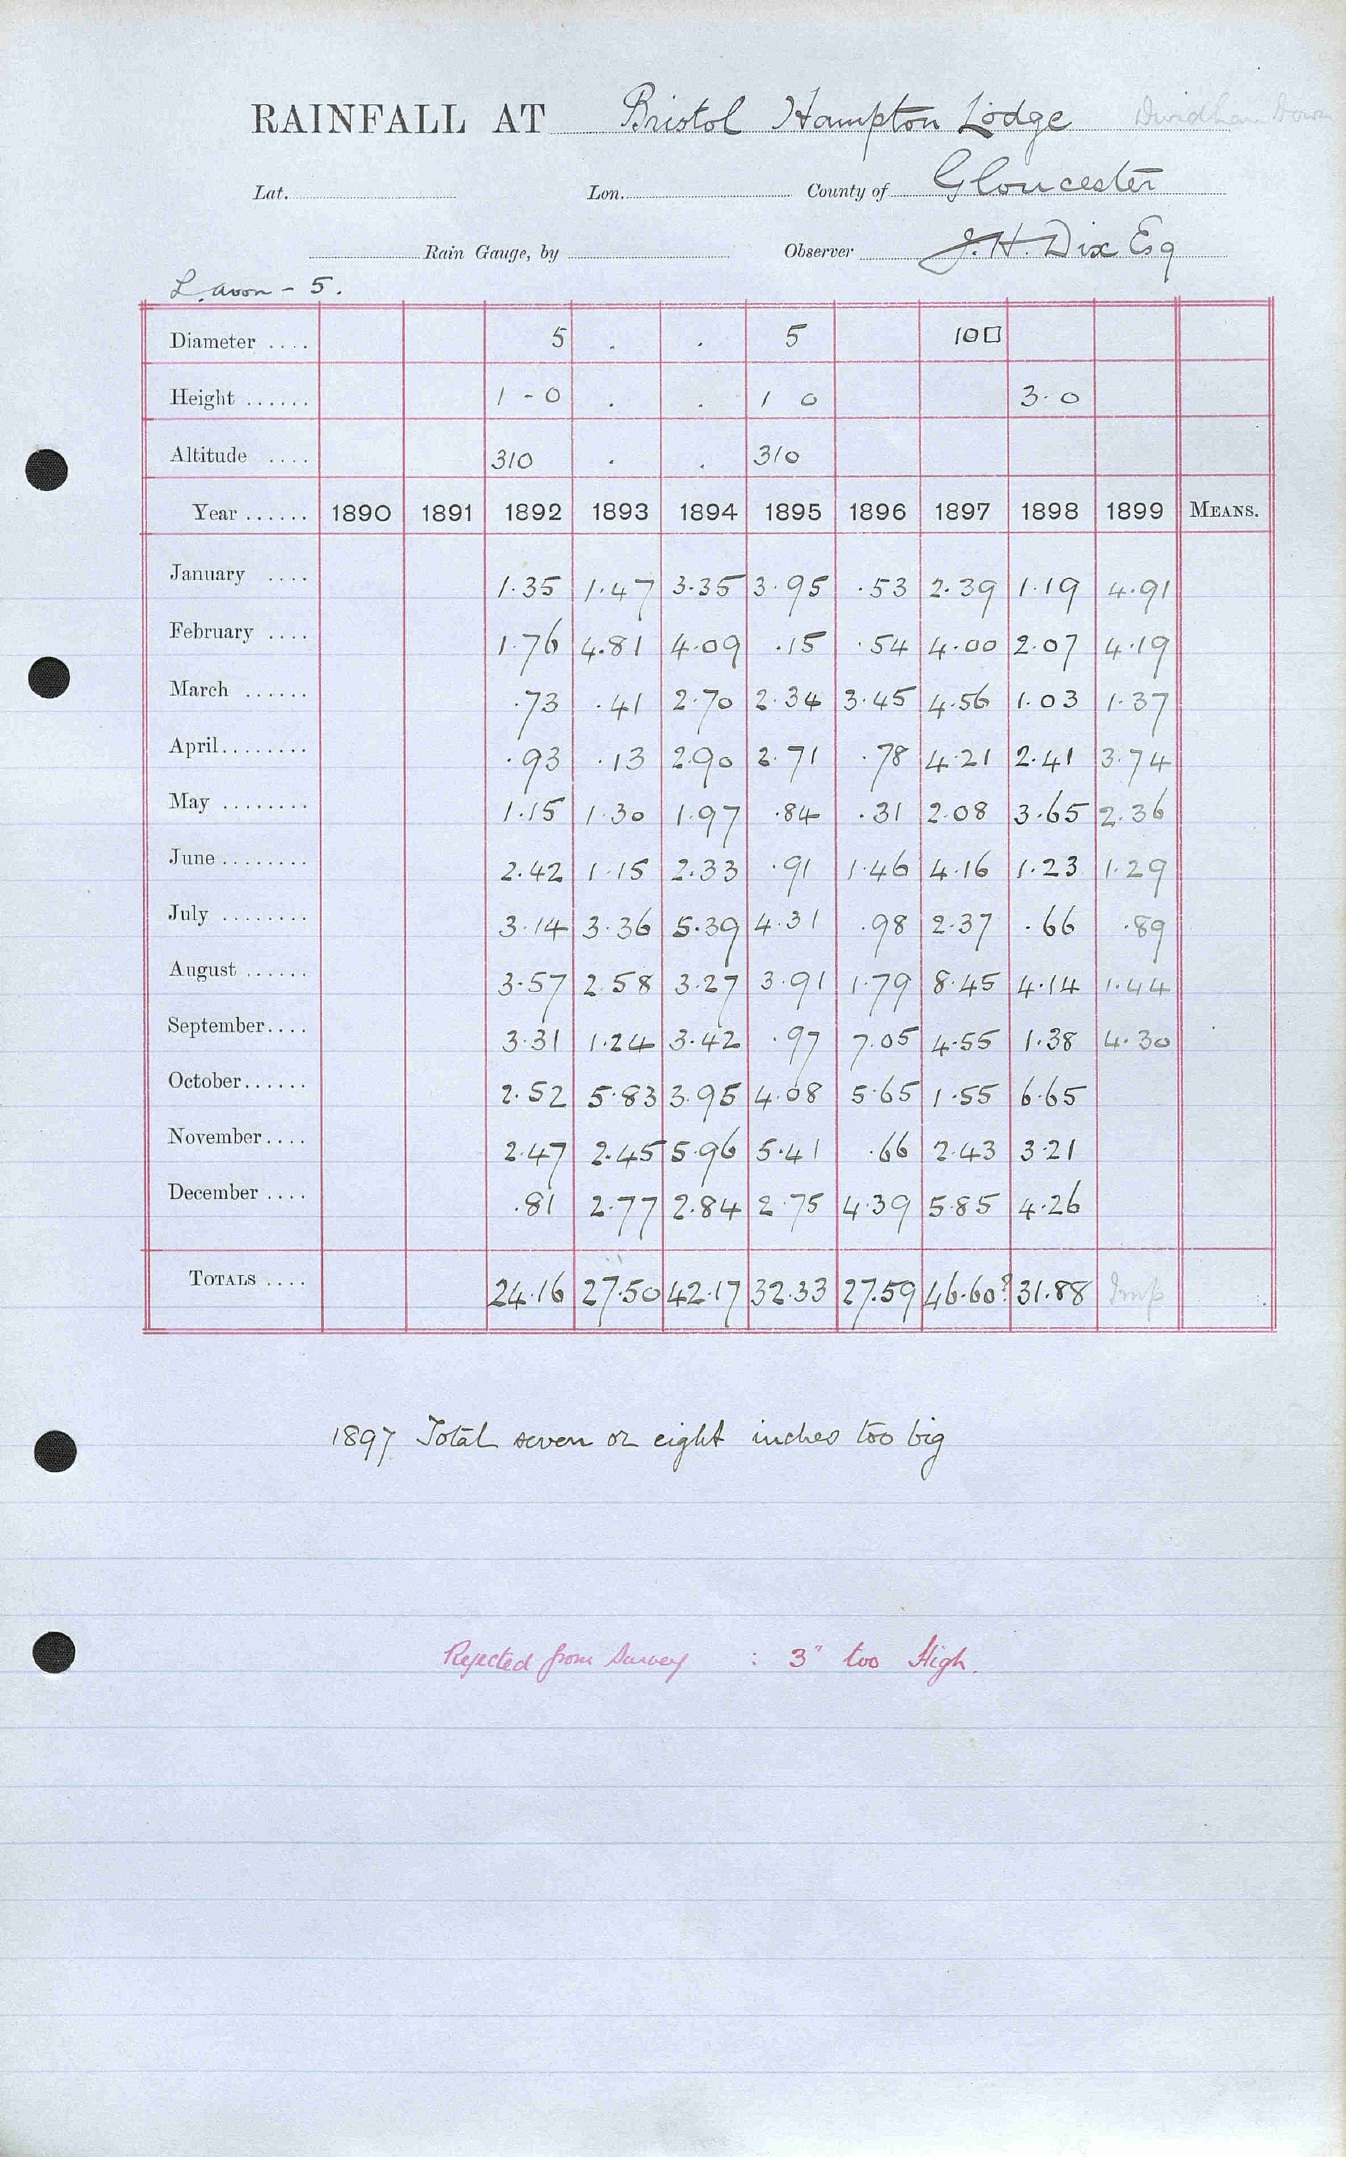 RAINFALL AT Bristol Hampton Lodge Down
Lat. Lon. County of Gloucester
Rain Gauge, by Observer J. H. Dix Esq
L. avon - 5.
Diameter .... 5 . . 5 10□
Height ...... 1 - 0 . . 1 0 3. 0
Altitude .... 310 . . 310
Year ...... 1890 1891 1892 1893 1894 1895 1896 1897 1898 1899 MEANS.
January .... 1.35 1.47 3.35 3.95 .53 2.39 1.19 4.91
February .... 1.76 4.81 4.09 .15 .54 4.00 2.07 4.19
March ...... .73 .41 2.70 2.34 3.45 4.56 1.03 1.37
April........ .93 .13 2.90 2.71 .78 4.21 2.41 3.74
May ........ 1.15 1.30 1.97 .84 .31 2.08 3.65 2.36
June........ 2.42 1.15 2.33 .91 1.46 4.16 1.23 1.29
July ........ 3.14 3.36 5.39 4.31 .98 2.37 .66 .89
August ...... 3.57 2.58 3.27 3.91 1.79 8.45 4.14 1.44
September.... 3.31 1.24 3.42 .97 7.05 4.55 1.38 4.30
October...... 2.52 5.83 3.95 4.08 5.65 1.55 6.65
November.... 2.47 2.45 5.96 5.41 .66 2.43 3.21
December .... .81 2.77 2.84 2.75 4.39 5.85 4.26
TOTALS .... 24.16 27.50 42.17 32.33 27.59 46.60? 31.88 Imp
1897 Total seven or eight inches too big
Rejected from Survey : 3" too High.